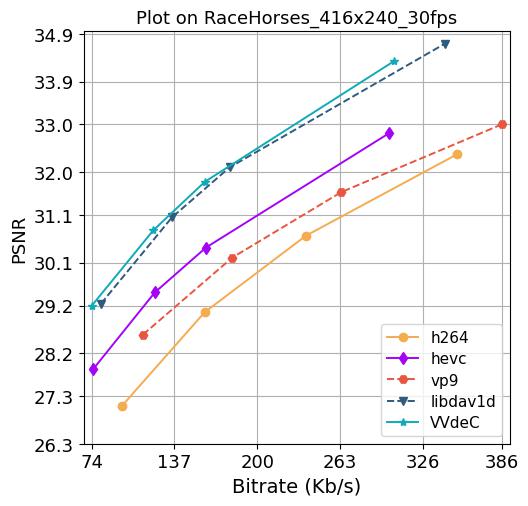 Plot on RaceHorses_416x240_30fps
34.9
33.9
33.0
32.0
31.1
30.1
29.2
28.2
27.3
26.3
PSNR
h264
hevc
vp9
libdav1d
VVdeC
74 137 200 263 326 386
Bitrate (Kb/s)